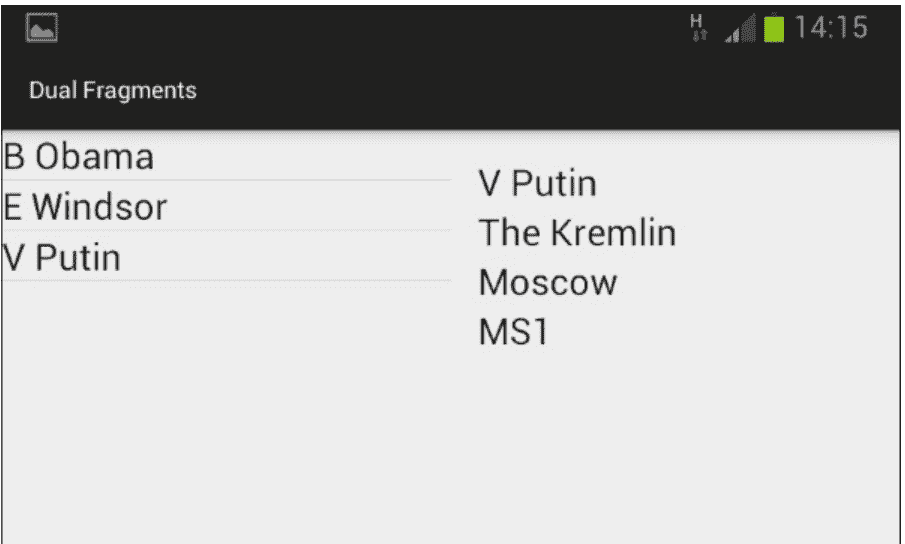 H 14:15
Dual Fragments
B Obama
E Windsor
V Putin
V Putin
The Kremlin
Moscow
MS1